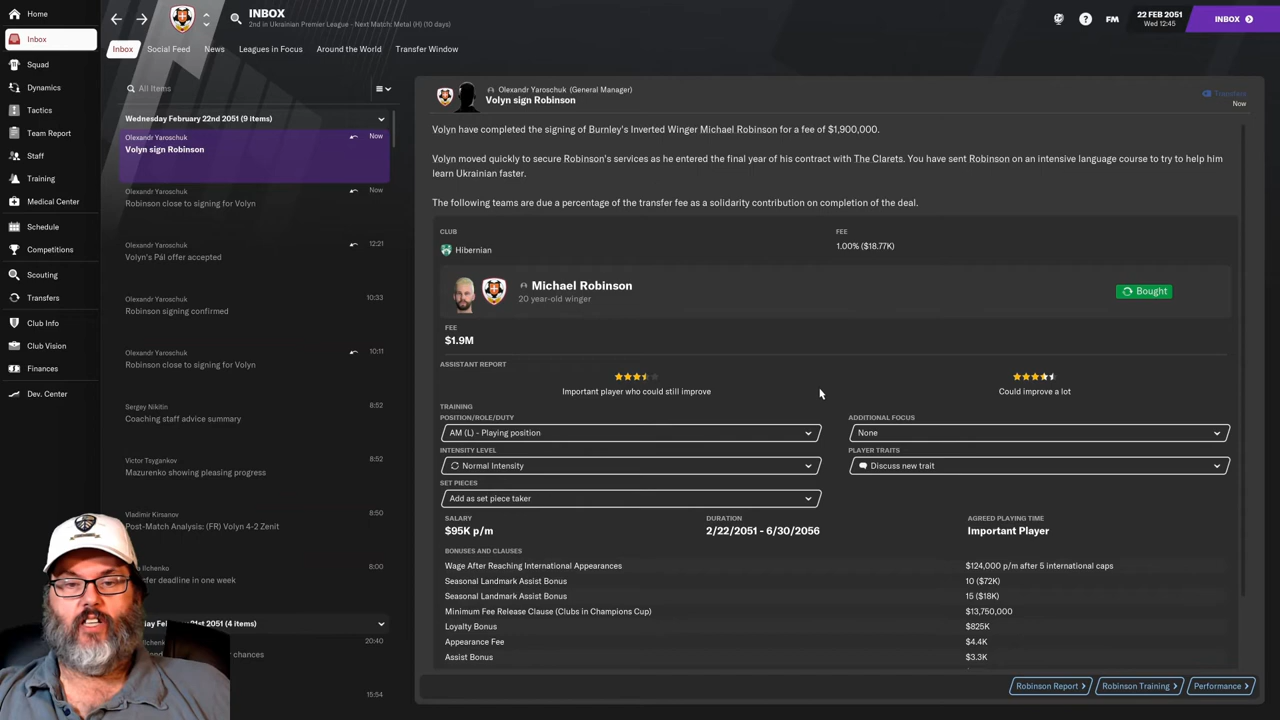 Home
INBOX
2nd in Ukrainian Premier League - Next Match: Metal (H) (10 days)
FM
22 FEB 2051
Wed 12:45
INBOX
Inbox
Inbox
Social Feed
News
Leagues in Focus
Around the World
Transfer Window
Squad
Dynamics
Tactics
Team Report
Staff
Training
Medical Center
Schedule
Competitions
Scouting
Transfers
Club Info
Club Vision
Finances
Dev. Center
All Items
Wednesday February 22nd 2051 (9 items)
Olexandr Yaroschuk
Now
Volyn sign Robinson
Olexandr Yaroschuk
Now
Robinson close to signing for Volyn
Olexandr Yaroschuk
12:21
Volyn's Pál offer accepted
Olexandr Yaroschuk
10:33
Robinson signing confirmed
Olexandr Yaroschuk
10:11
Robinson close to signing for Volyn
Sergey Nikitin
8:52
Coaching staff advice summary
Victor Tsygankov
8:52
Mazurenko showing pleasing progress
Vladimir Kirsanov
8:50
Post-Match Analysis: (FR) Volyn 4-2 Zenit
Ilchenko
8:00
deadline in one week
21st 2051 (4 items)
Ilchenko
20:40
chances
15:54
Olexandr Yaroschuk (General Manager)
Volyn sign Robinson
Transfers
Now
Volyn have completed the signing of Burnley's Inverted Winger Michael Robinson for a fee of $1,900,000.
Volyn moved quickly to secure Robinson's services as he entered the final year of his contract with The Clarets. You have sent Robinson on an intensive language course to try to help him
learn Ukrainian faster.
The following teams are due a percentage of the transfer fee as a solidarity contribution on completion of the deal.
CLUB
FEE
Hibernian
1.00% ($18.77K)
Michael Robinson
20 year-old winger
Bought
FEE
$1.9M
ASSISTANT REPORT
Important player who could still improve
Could improve a lot
TRAINING
POSITION/ROLE/DUTY
ADDITIONAL FOCUS
AM (L) - Playing position
None
INTENSITY LEVEL
PLAYER TRAITS
Normal Intensity
Discuss new trait
SET PIECES
Add as set piece taker
SALARY
DURATION
AGREED PLAYING TIME
$95K p/m
2/22/2051 - 6/30/2056
Important Player
BONUSES AND CLAUSES
Wage After Reaching International Appearances
$124,000 p/m after 5 international caps
Seasonal Landmark Assist Bonus
10 ($72K)
Seasonal Landmark Assist Bonus
15 ($18K)
Minimum Fee Release Clause (Clubs in Champions Cup)
$13,750,000
Loyalty Bonus
$825K
Appearance Fee
$4.4K
Assist Bonus
$3.3K
Robinson Report
Robinson Training
Performance